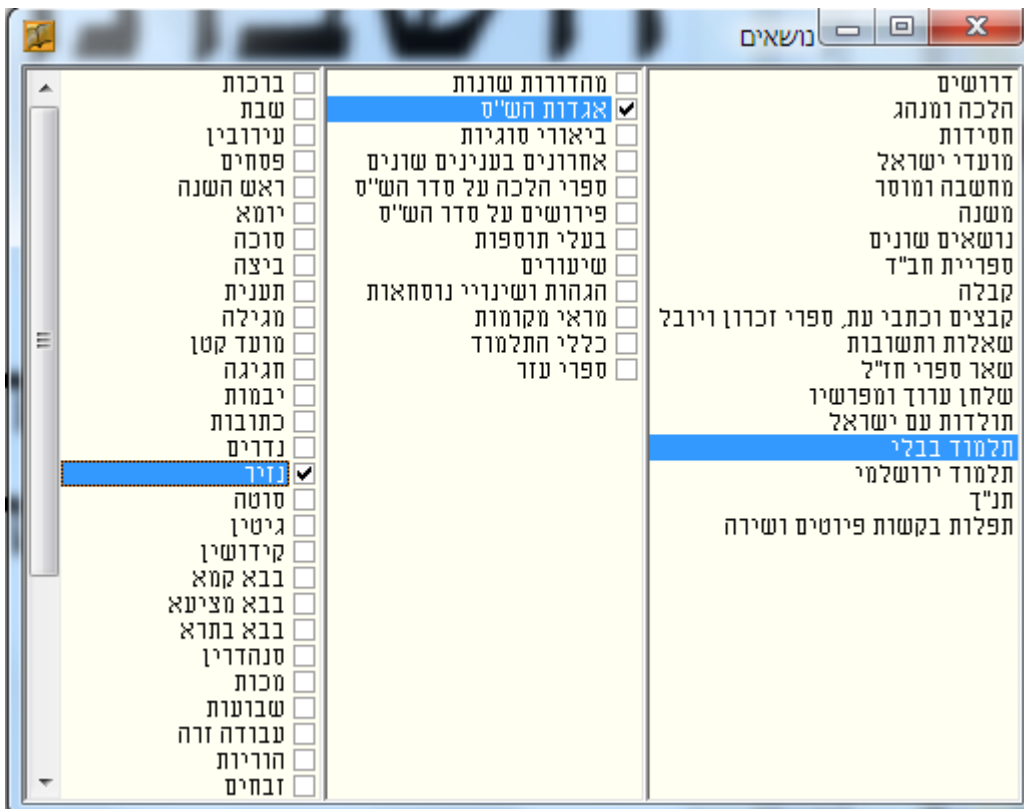 נושאים
דרושים
הלכה ומנהג
חסידות
מועדי ישראל
מחשבה ומוסר
משנה
נושאים שונים
ספריית חב"ד
קבלה
קבצים וכתבי עת, ספרי זכרון ויובל
שאלות ותשובות
שאר ספרי חז"ל
שלחן ערוך ומפרשיו
תולדות עם ישראל
תלמוד בבלי
תלמוד ירושלמי
תנ"ך
תפלות בקשות פיוטים ושירה
מהדורות שונות
אגדות הש"ס
ביאורי סוגיות
אחרונים בענינים שונים
ספרי הלכה על סדר הש"ס
פירושים על סדר הש"ס
בעלי תוספות
שיעורים
הגהות ושינויי נוסחאות
מראי מקומות
כללי התלמוד
ספרי עזר
ברכות
שבת
עירובין
פסחים
ראש השנה
יומא
סוכה
ביצה
תענית
מגילה
מועד קטן
חגיגה
יבמות
כתובות
נדרים
נזיר
סוטה
גיטין
קידושין
בבא קמא
בבא מציעא
בבא בתרא
סנהדרין
מכות
שבועות
עבודה זרה
הוריות
זבחים